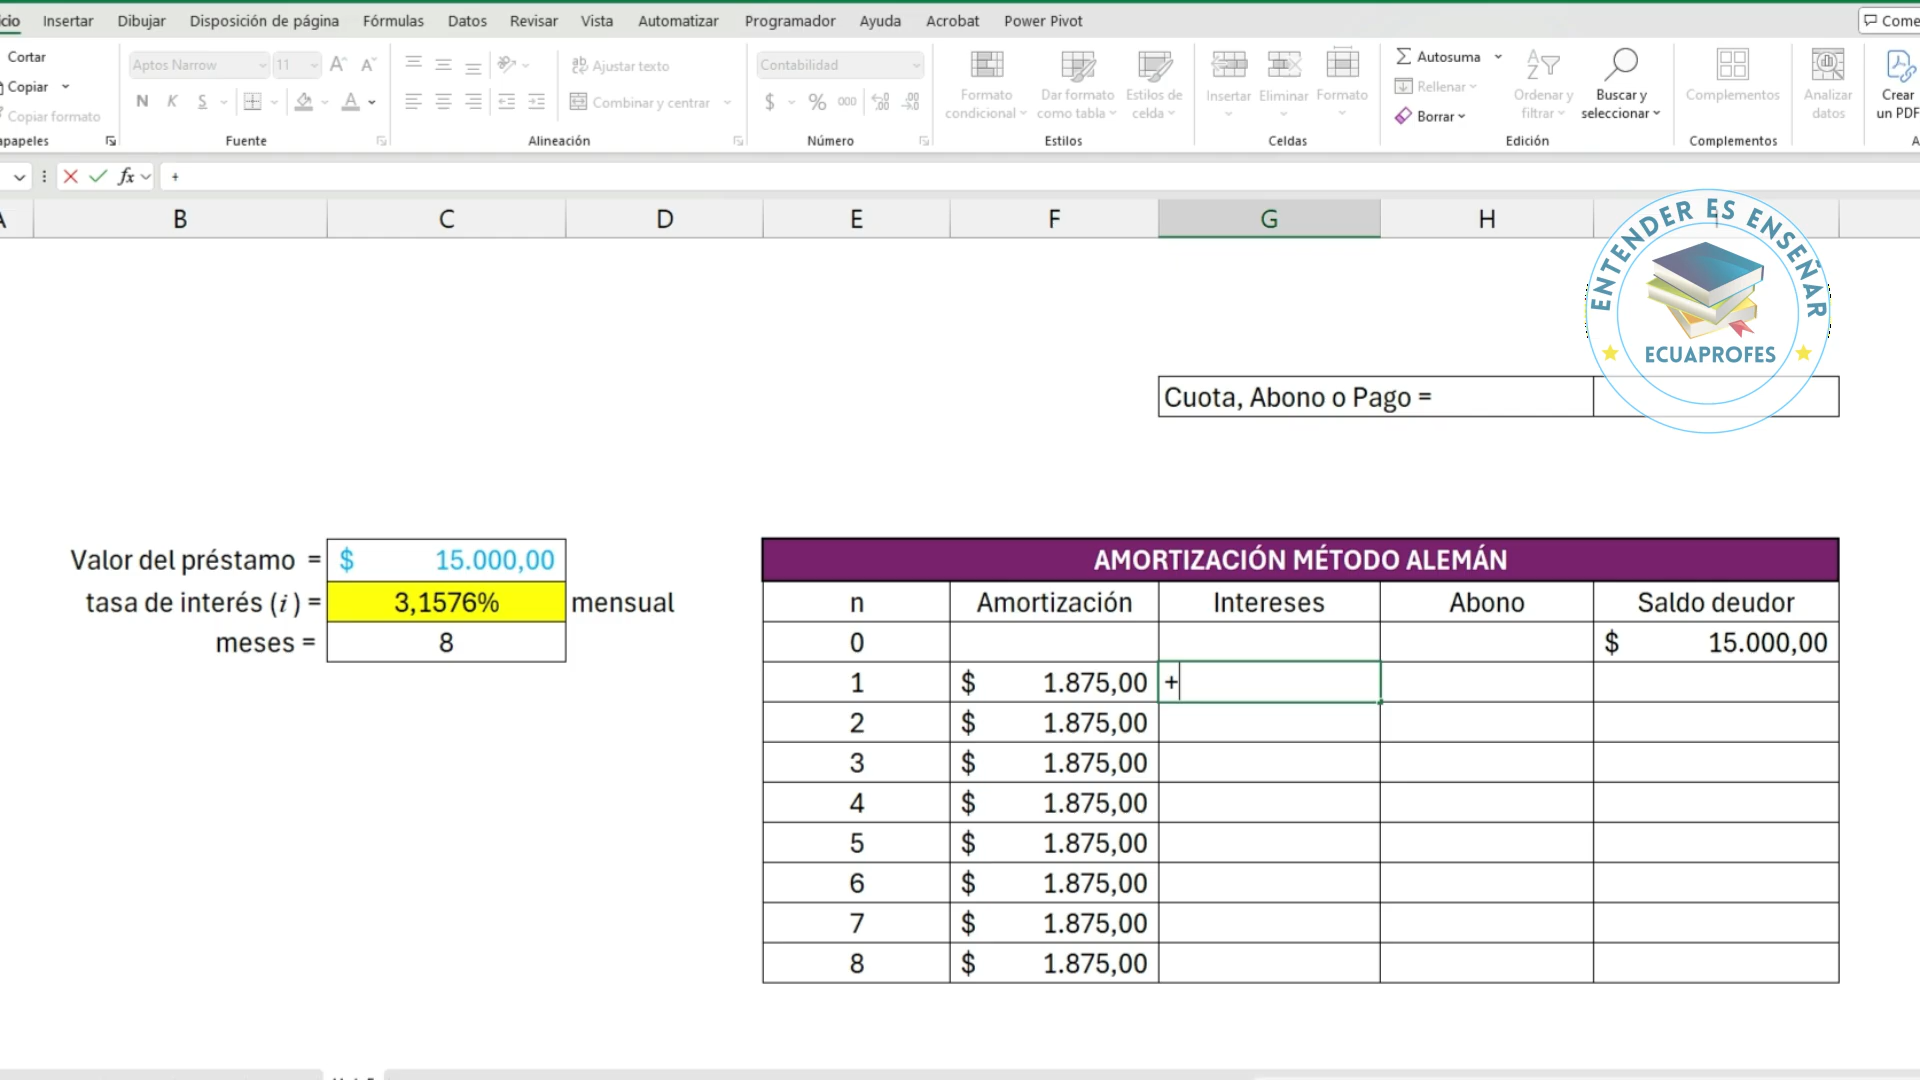 cio Insertar Dibujar Disposición de página Fórmulas Datos Revisar Vista Automatizar Programador Ayuda Acrobat Power Pivot Come
Cortar
Copiar
Copiar formato
apapeles
Aptos Narrow 11 A A
N K S A
Fuente
ab Ajustar texto
Combinar y centrar
Alineación
Contabilidad
$ % 000
Número
Formato condicional
Dar formato como tabla
Estilos de celda
Estilos
Insertar Eliminar Formato
Celdas
Autosuma
Rellenar
Borrar
Ordenar y filtrar
Buscar y seleccionar
Edición
Complementos
Complementos
Analizar datos
Crear un PDF
A
fx +
A B C D E F G H
ENTENDER ES ENSEÑAR
ECUAPROFES
Cuota, Abono o Pago =
Valor del préstamo = $ 15.000,00
tasa de interés (i) = 3,1576% mensual
meses = 8
AMORTIZACIÓN MÉTODO ALEMÁN
n Amortización Intereses Abono Saldo deudor
0 $ 15.000,00
1 $ 1.875,00 +
2 $ 1.875,00
3 $ 1.875,00
4 $ 1.875,00
5 $ 1.875,00
6 $ 1.875,00
7 $ 1.875,00
8 $ 1.875,00